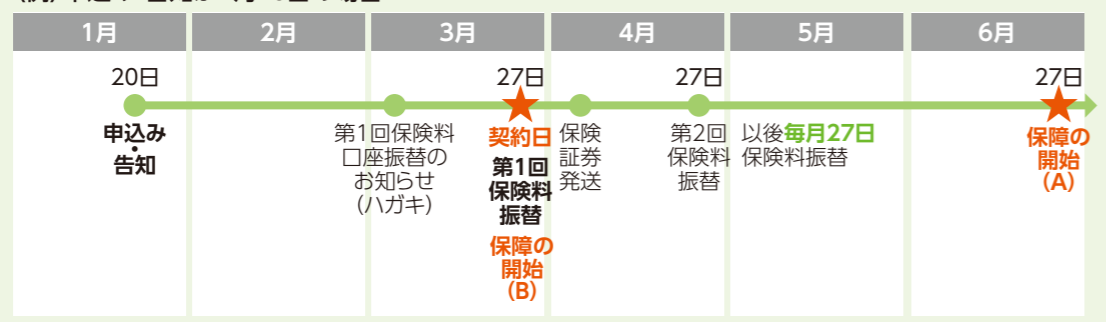 1月
2月
3月
4月
5月
6月
20日
申込み
・
告知
第1回保険料
口座振替の
お知らせ
(ハガキ)
27日
契約日
第1回
保険料
振替
保障の
開始
(B)
保険
証券
発送
27日
第2回
保険料
振替
以後毎月27日
保険料振替
27日
保障の
開始
(A)